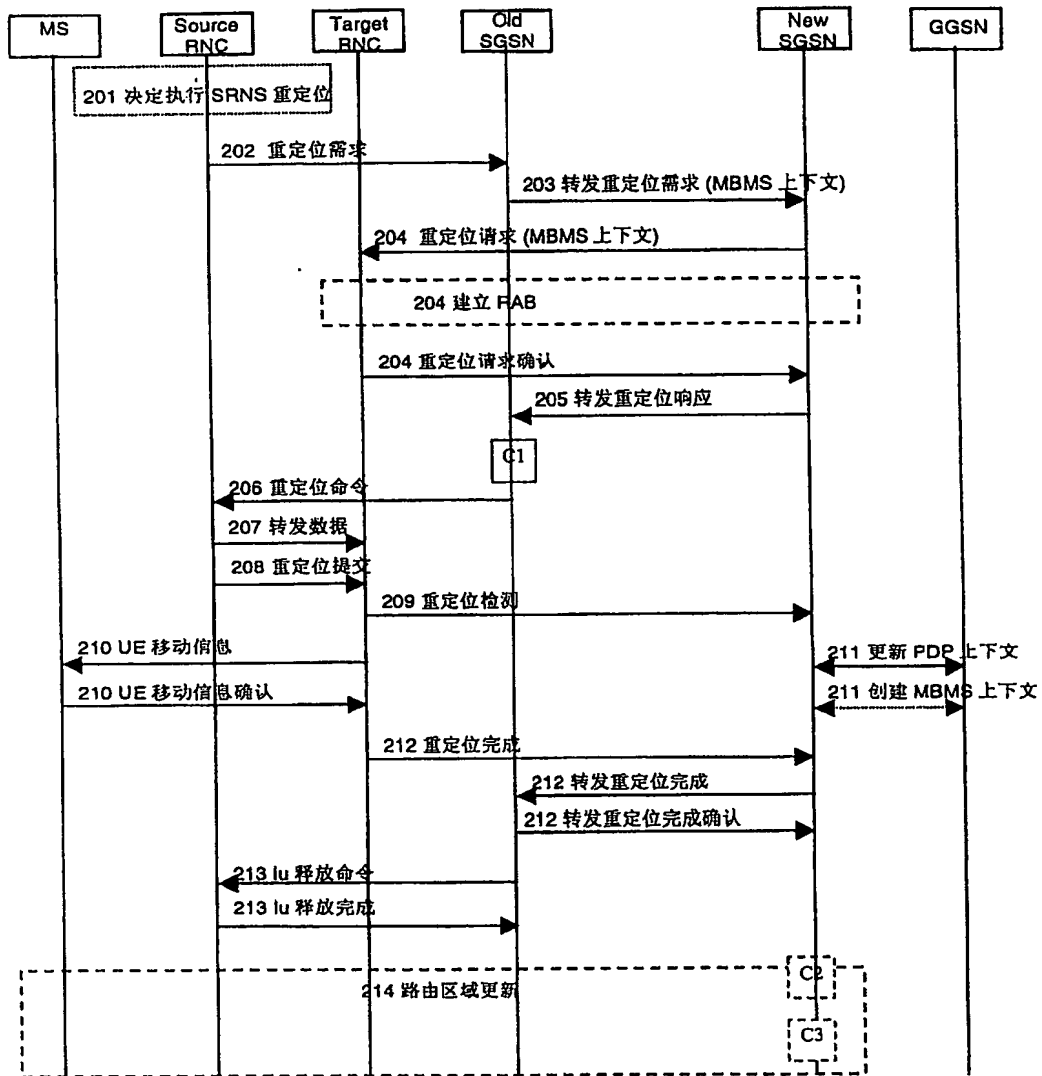 MS
Source
RNC
Target
RNC
Old
SGSN
New
SGSN
GGSN
201 决定执行 SRNS 重定位
202 重定位需求
203 转发重定位需求 (MBMS 上下文)
204 重定位请求 (MBMS 上下文)
204 建立 RAB
204 重定位请求确认
205 转发重定位响应
C1
206 重定位命令
207 转发数据
208 重定位提交
209 重定位检测
210 UE 移动信息
211 更新 PDP 上下文
210 UE 移动信息确认
211 创建 MBMS 上下文
212 重定位完成
212 转发重定位完成
212 转发重定位完成确认
213 Iu 释放命令
213 Iu 释放完成
C2
214 路由区域更新
C3